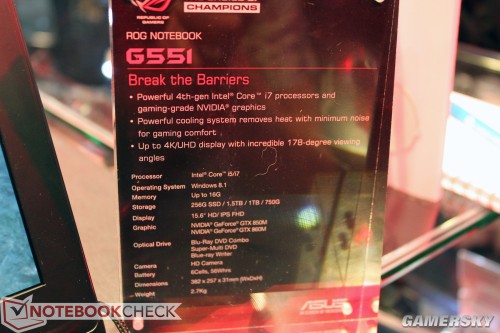 REPUBLIC OF GAMERS
CHAMPIONS
ROG NOTEBOOK
G551
Break the Barriers
• Powerful 4th-gen Intel® Core™ i7 processors and
gaming-grade NVIDIA® graphics
• Powerful cooling system removes heat with minimum noise
for gaming comfort
• Up to 4K/UHD display with incredible 178-degree viewing
angles
Processor Intel® Core™ i5/i7
Operating System Windows 8.1
Memory Up to 16G
Storage 256G SSD / 1.5TB / 1TB / 750G
Display 15.6" HD/ IPS FHD
Graphic NVIDIA® GeForce® GTX 850M
NVIDIA® GeForce® GTX 860M
Optical Drive Blu-Ray DVD Combo
Super-Multi DVD
Blue-ray Writer
Camera HD Camera
Battery 6Cells, 56Whrs
Dimensions 382 x 257 x 31mm (WxDxH)
Weight 2.7Kg
ASUS
NOTEBOOKCHECK
GAMERSKY